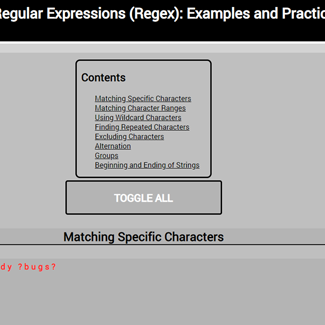 Regular Expressions (Regex): Examples and Practic
Contents
Matching Specific Characters
Matching Character Ranges
Using Wildcard Characters
Finding Repeated Characters
Excluding Characters
Alternation
Groups
Beginning and Ending of Strings
TOGGLE ALL
Matching Specific Characters
dy ?bugs?